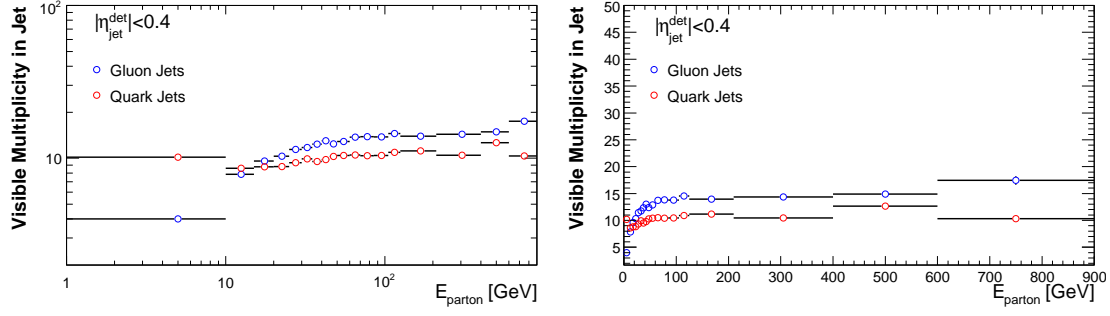 Visible Multiplicity in Jet
10²
10
|η_jet^det|<0.4
Gluon Jets
Quark Jets
1 10 10² 
E_parton [GeV]
Visible Multiplicity in Jet
50
45
40
35
30
25
20
15
10
5
|η_jet^det|<0.4
Gluon Jets
Quark Jets
0 100 200 300 400 500 600 700 800 900
E_parton [GeV]